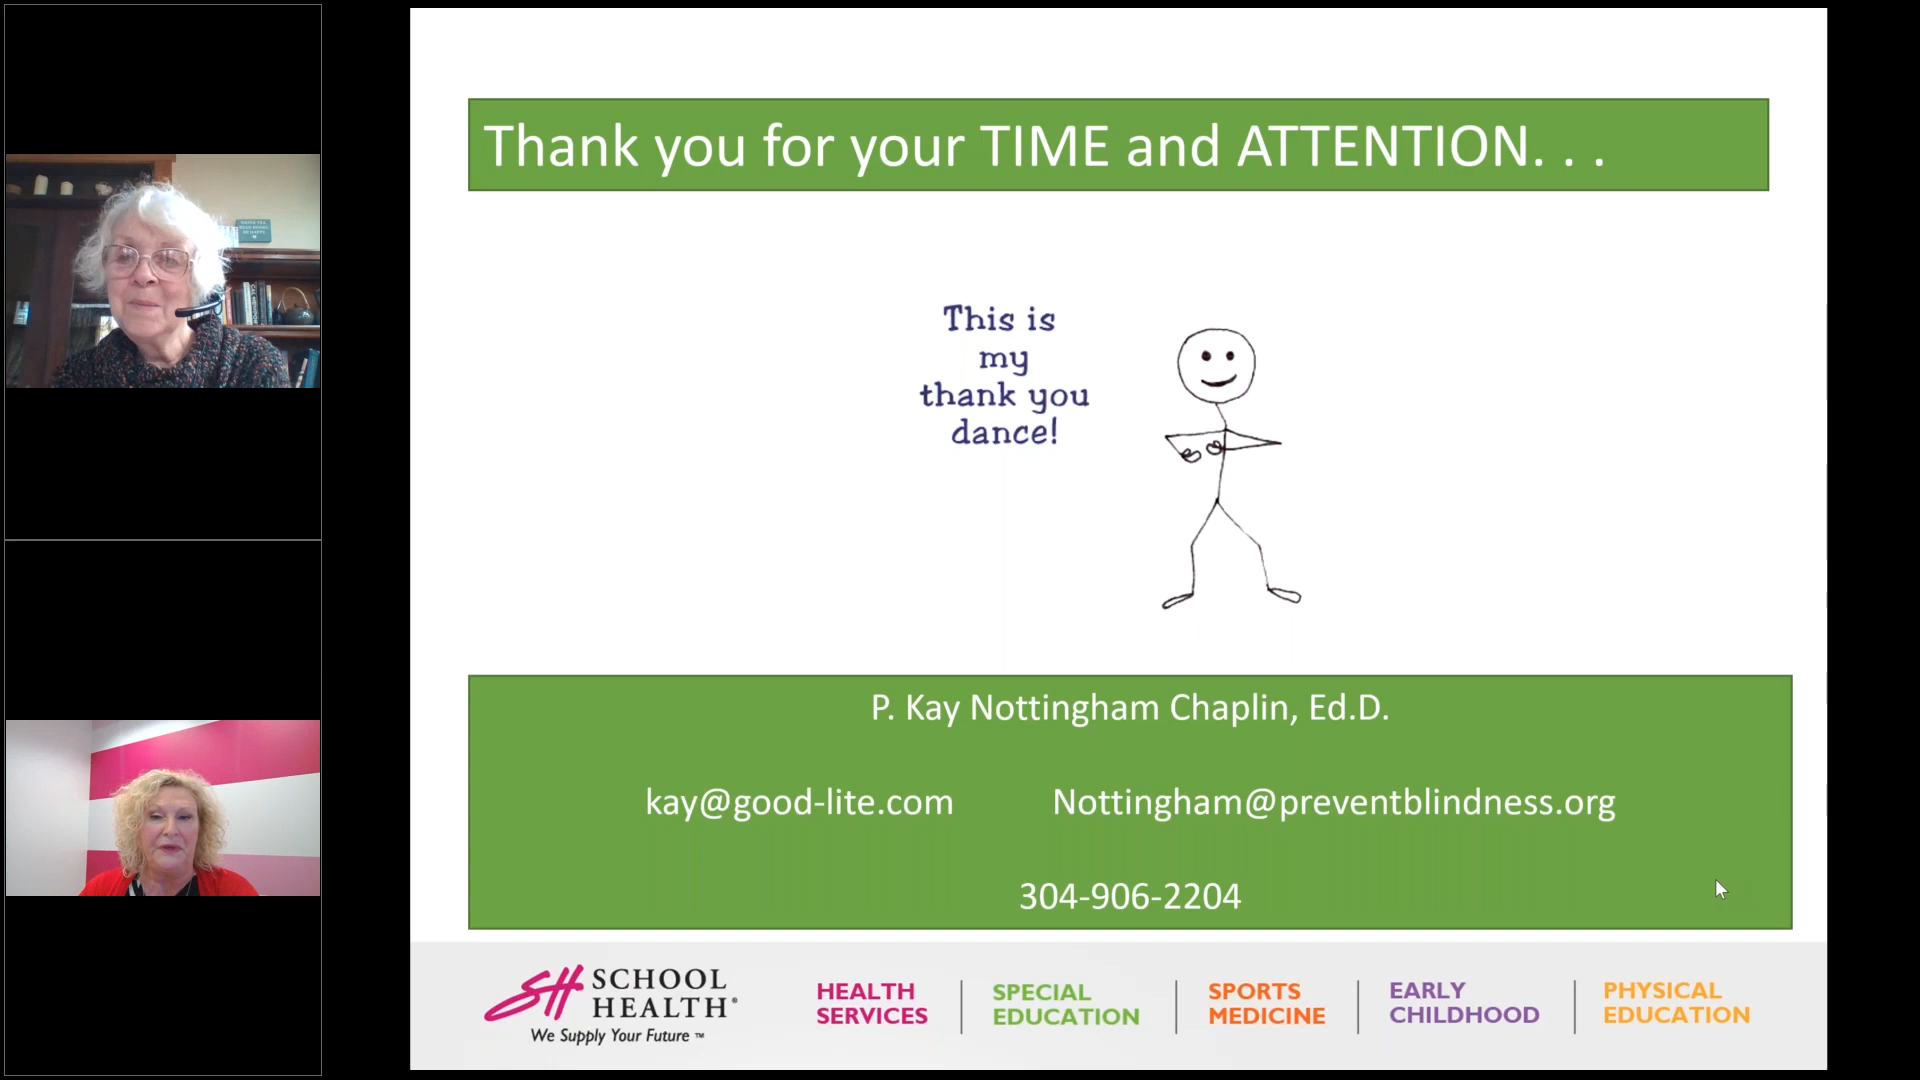 Thank you for your TIME and ATTENTION. . .
This is
my
thank you
dance!
P. Kay Nottingham Chaplin, Ed.D.
kay@good-lite.com Nottingham@preventblindness.org
304-906-2204
SH SCHOOL
HEALTH®
We Supply Your Future ™
HEALTH
SERVICES
SPECIAL
EDUCATION
SPORTS
MEDICINE
EARLY
CHILDHOOD
PHYSICAL
EDUCATION